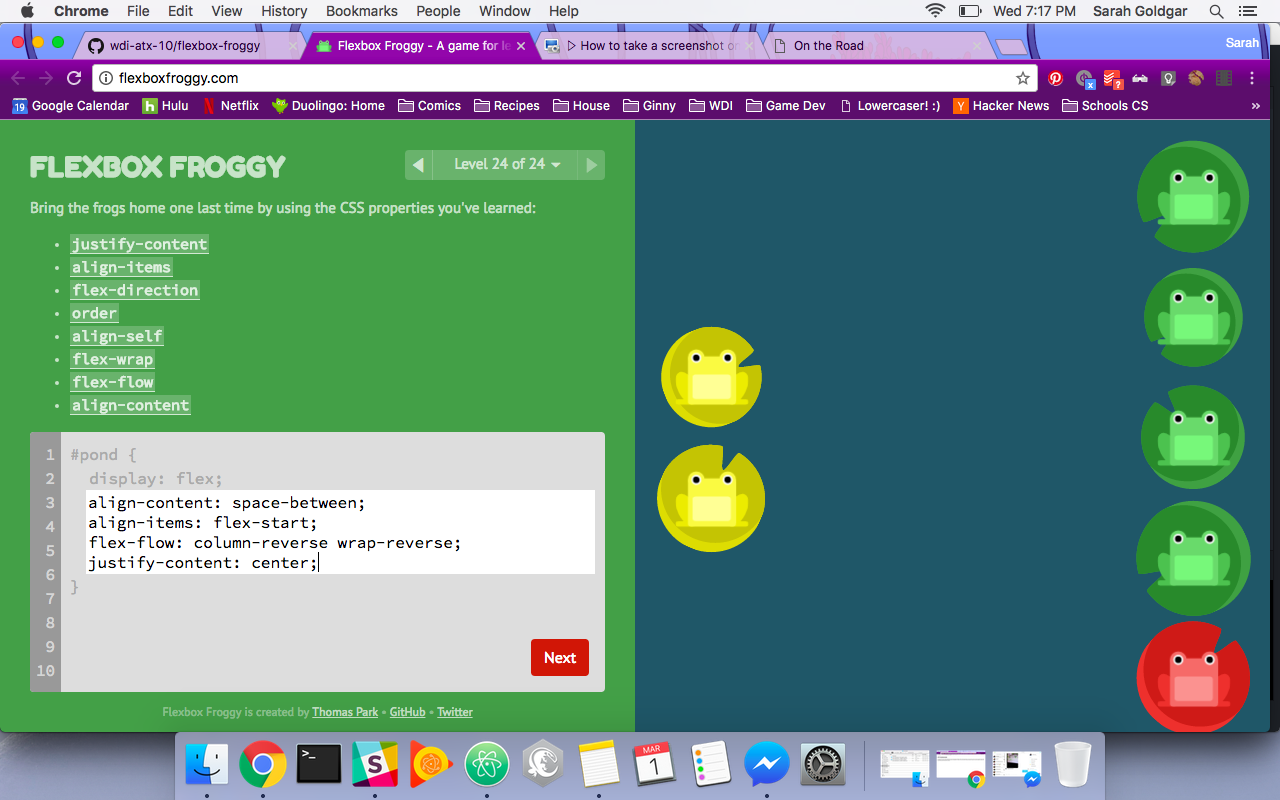 Chrome File Edit View History Bookmarks People Window Help Wed 7:17 PM Sarah Goldgar
wdi-atx-10/flexbox-froggy Flexbox Froggy - A game for le How to take a screenshot on On the Road Sarah
flexboxfroggy.com
19 Google Calendar h Hulu N Netflix Duolingo: Home Comics Recipes House Ginny WDI Game Dev Lowercaser! :) Y Hacker News Schools CS »
FLEXBOX FROGGY
Level 24 of 24
Bring the frogs home one last time by using the CSS properties you've learned:
• justify-content
• align-items
• flex-direction
• order
• align-self
• flex-wrap
• flex-flow
• align-content
1 #pond {
2 display: flex;
3 align-content: space-between;
4 align-items: flex-start;
5 flex-flow: column-reverse wrap-reverse;
6 justify-content: center;
7 }
8
9
10
Next
Flexbox Froggy is created by Thomas Park • GitHub • Twitter
MAR
1